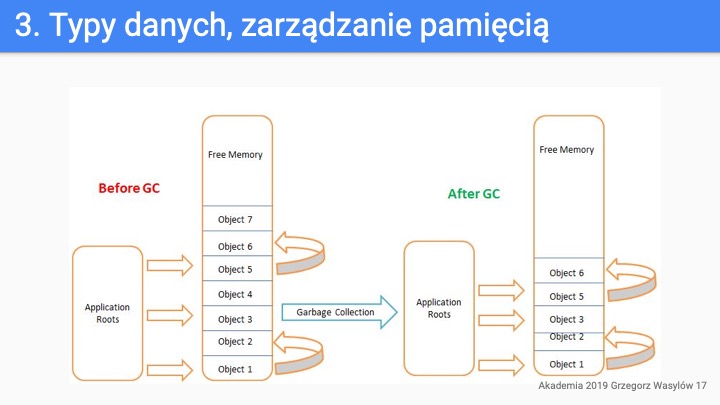 3. Typy danych, zarządzanie pamięcią
Before GC
Application
Roots
Free Memory
Object 7
Object 6
Object 5
Object 4
Object 3
Object 2
Object 1
Garbage Collection
After GC
Application
Roots
Free Memory
Object 6
Object 5
Object 3
Object 2
Object 1
Akademia 2019 Grzegorz Wasylów 17